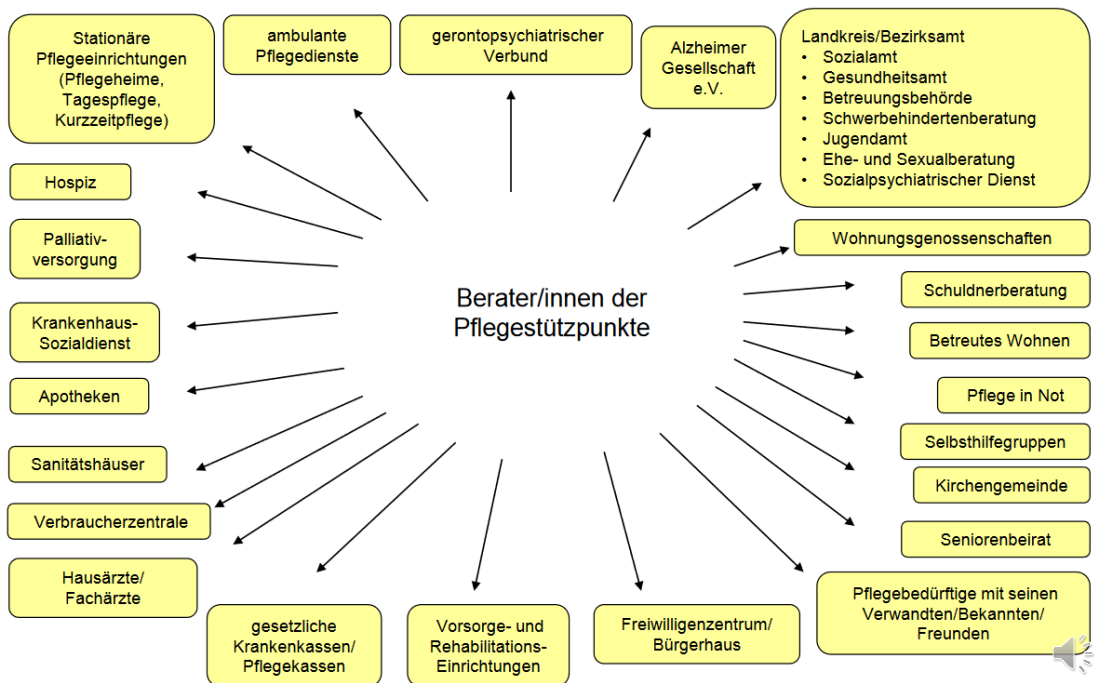 Stationäre
Pflegeeinrichtungen
(Pflegeheime,
Tagespflege,
Kurzzeitpflege)
ambulante
Pflegedienste
gerontopsychiatrischer
Verbund
Alzheimer
Gesellschaft
e.V.
Landkreis/Bezirksamt
• Sozialamt
• Gesundheitsamt
• Betreuungsbehörde
• Schwerbehindertenberatung
• Jugendamt
• Ehe- und Sexualberatung
• Sozialpsychiatrischer Dienst
Hospiz
Palliativ-
versorgung
Krankenhaus-
Sozialdienst
Apotheken
Sanitätshäuser
Verbraucherzentrale
Hausärzte/
Fachärzte
Berater/innen der
Pflegestützpunkte
Wohnungsgenossenschaften
Schuldnerberatung
Betreutes Wohnen
Pflege in Not
Selbsthilfegruppen
Kirchengemeinde
Seniorenbeirat
gesetzliche
Krankenkassen/
Pflegekassen
Vorsorge- und
Rehabilitations-
Einrichtungen
Freiwilligenzentrum/
Bürgerhaus
Pflegebedürftige mit seinen
Verwandten/Bekannten/
Freunden